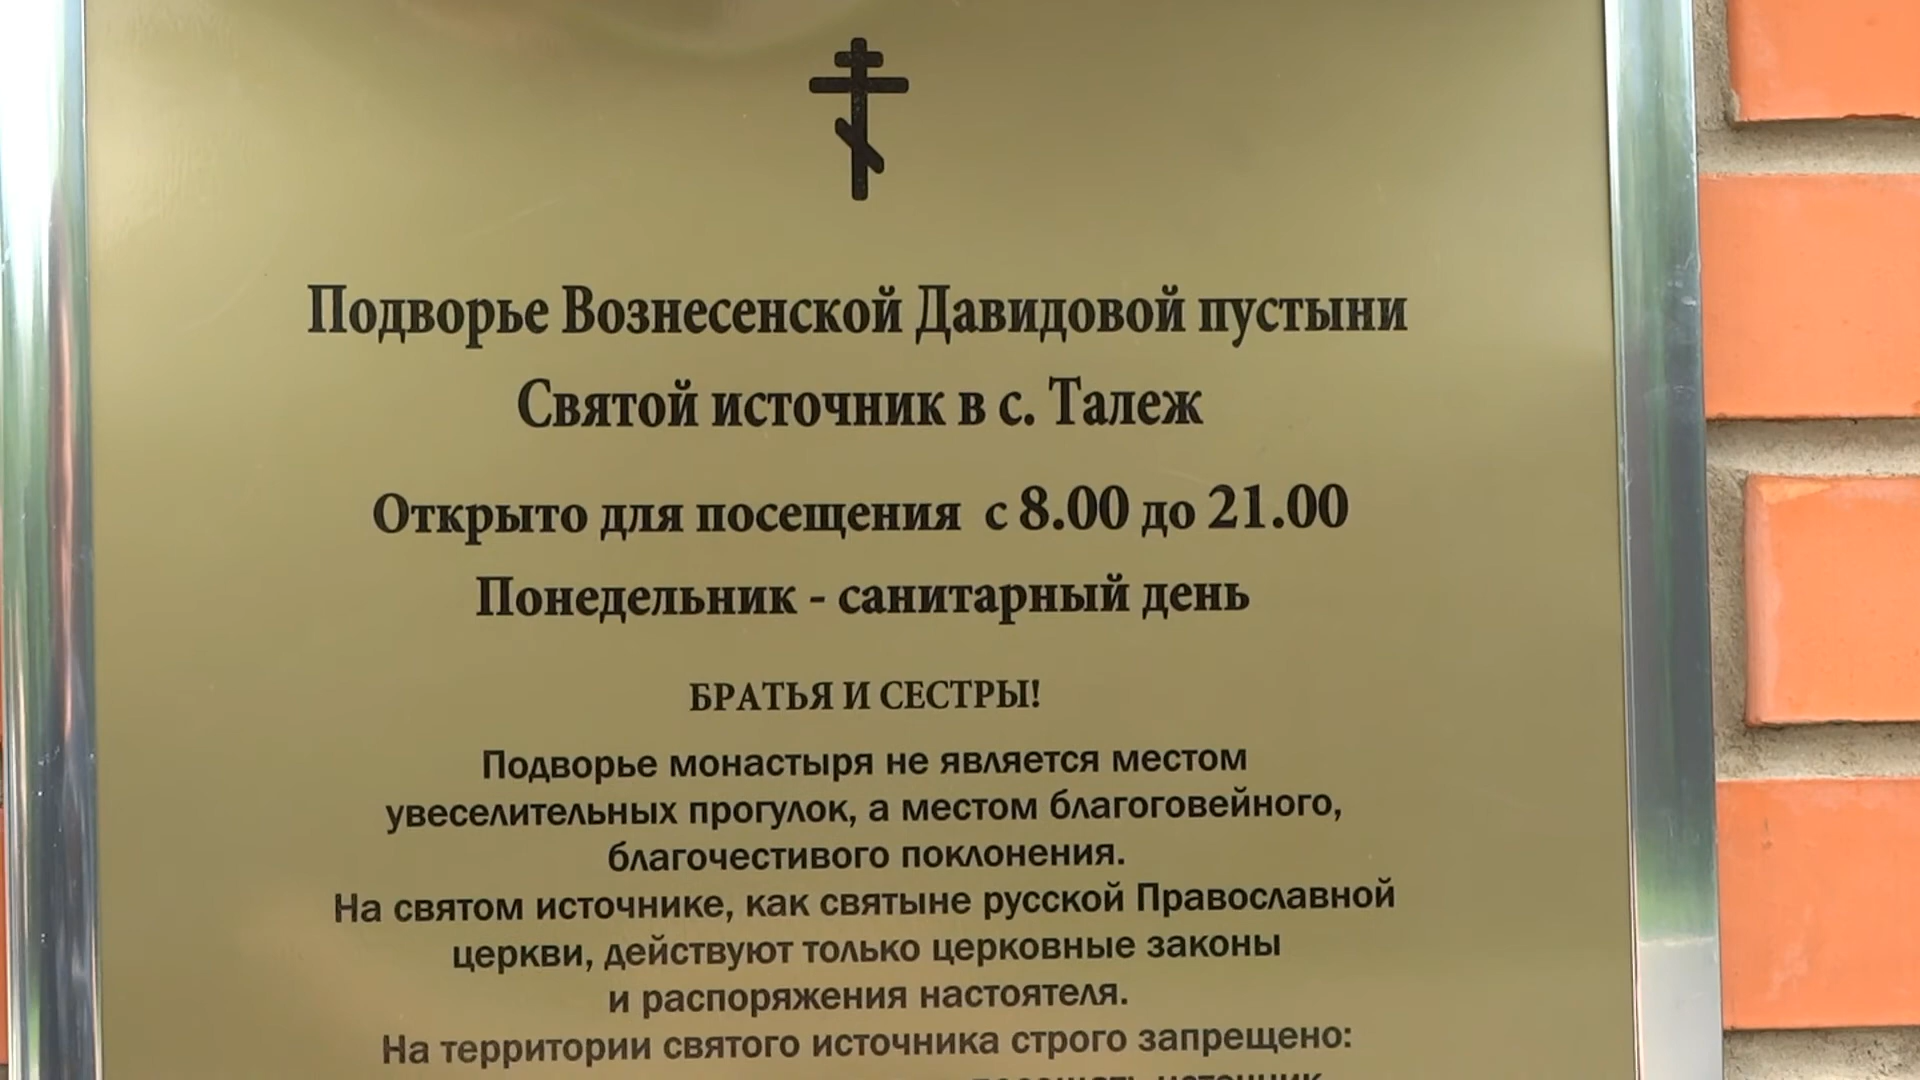 Подворье Вознесенской Давидовой пустыни
Святой источник в с. Талеж
Открыто для посещения с 8.00 до 21.00
Понедельник - санитарный день
БРАТЬЯ И СЕСТРЫ!
Подворье монастыря не является местом
увеселительных прогулок, а местом благоговейного,
благочестивого поклонения.
На святом источнике, как святыне русской Православной
церкви, действуют только церковные законы
и распоряжения настоятеля.
На территории святого источника строго запрещено: